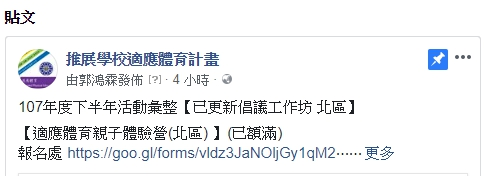 貼文
推展學校適應體育計畫
由郭鴻霖發佈 [?] · 4 小時 ·
107年度下半年活動彙整【已更新倡議工作坊 北區】
【適應體育親子體驗營(北區) 】(已額滿)
報名處 https://goo.gl/forms/vldz3JaNOIjGy1qM2⋯⋯ 更多